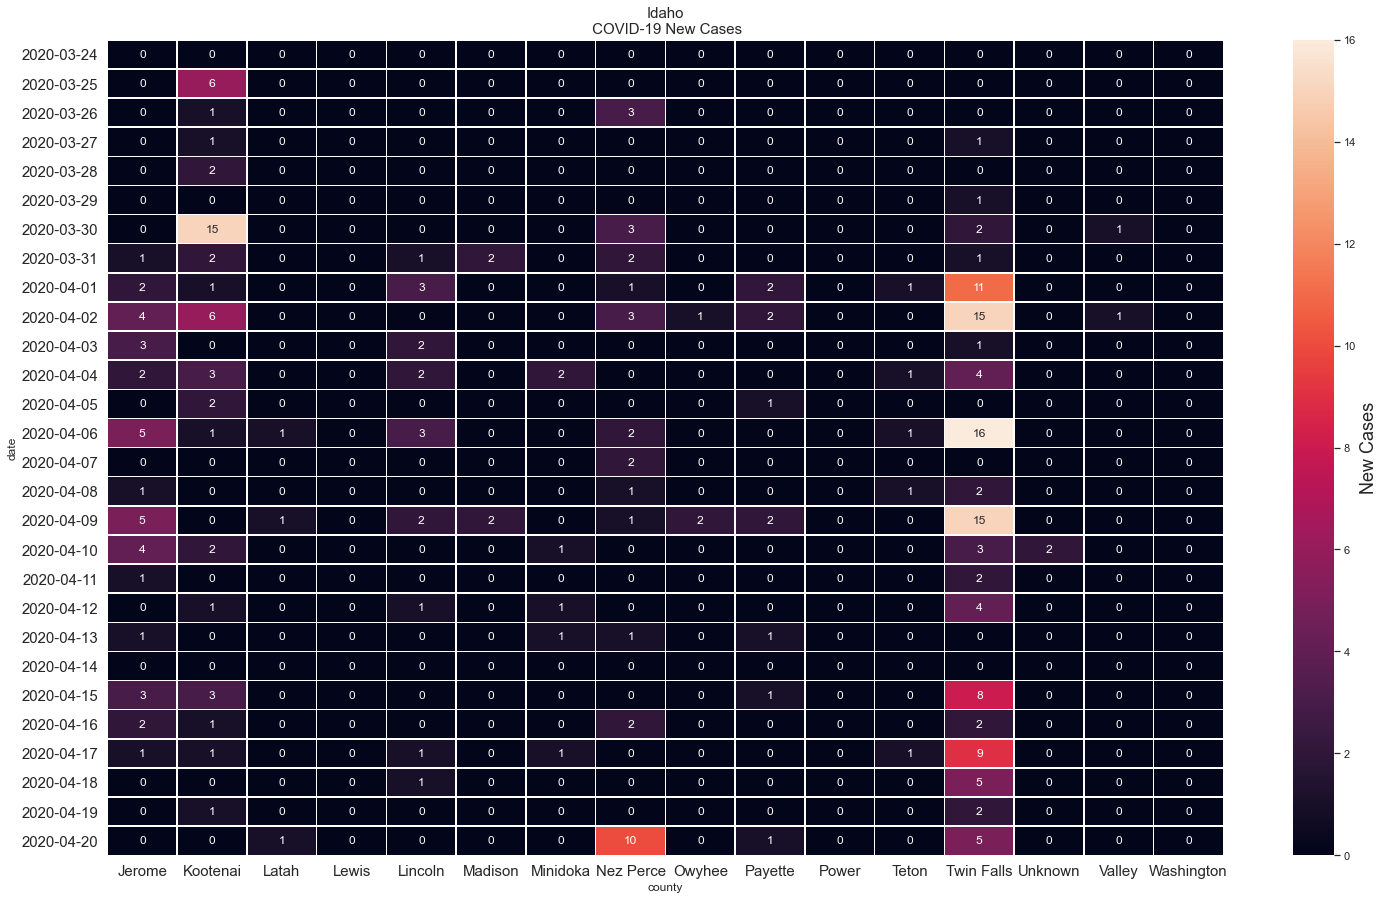 Idaho
COVID-19 New Cases
2020-03-24 0 0 0 0 0 0 0 0 0 0 0 0 0 0 0 0
2020-03-25 0 6 0 0 0 0 0 0 0 0 0 0 0 0 0 0
2020-03-26 0 1 0 0 0 0 0 3 0 0 0 0 0 0 0 0
2020-03-27 0 1 0 0 0 0 0 0 0 0 0 0 1 0 0 0
2020-03-28 0 2 0 0 0 0 0 0 0 0 0 0 0 0 0 0
2020-03-29 0 0 0 0 0 0 0 0 0 0 0 0 1 0 0 0
2020-03-30 0 15 0 0 0 0 0 3 0 0 0 0 2 0 1 0
2020-03-31 1 2 0 0 1 2 0 2 0 0 0 0 1 0 0 0
2020-04-01 2 1 0 0 3 0 0 1 0 2 0 1 11 0 0 0
2020-04-02 4 6 0 0 0 0 0 3 1 2 0 0 15 0 1 0
2020-04-03 3 0 0 0 2 0 0 0 0 0 0 0 1 0 0 0
2020-04-04 2 3 0 0 2 0 2 0 0 0 0 1 4 0 0 0
2020-04-05 0 2 0 0 0 0 0 0 0 1 0 0 0 0 0 0
2020-04-06 5 1 1 0 3 0 0 2 0 0 0 1 16 0 0 0
2020-04-07 0 0 0 0 0 0 0 2 0 0 0 0 0 0 0 0
2020-04-08 1 0 0 0 0 0 0 1 0 0 0 1 2 0 0 0
2020-04-09 5 0 1 0 2 2 0 1 2 2 0 0 15 0 0 0
2020-04-10 4 2 0 0 0 0 1 0 0 0 0 0 3 2 0 0
2020-04-11 1 0 0 0 0 0 0 0 0 0 0 0 2 0 0 0
2020-04-12 0 1 0 0 1 0 1 0 0 0 0 0 4 0 0 0
2020-04-13 1 0 0 0 0 0 1 1 0 1 0 0 0 0 0 0
2020-04-14 0 0 0 0 0 0 0 0 0 0 0 0 0 0 0 0
2020-04-15 3 3 0 0 0 0 0 0 0 1 0 0 8 0 0 0
2020-04-16 2 1 0 0 0 0 0 2 0 0 0 0 2 0 0 0
2020-04-17 1 1 0 0 1 0 1 0 0 0 0 1 9 0 0 0
2020-04-18 0 0 0 0 1 0 0 0 0 0 0 0 5 0 0 0
2020-04-19 0 1 0 0 0 0 0 0 0 0 0 0 2 0 0 0
2020-04-20 0 0 1 0 0 0 0 10 0 1 0 0 5 0 0 0
Jerome Kootenai Latah Lewis Lincoln Madison Minidoka Nez Perce Owyhee Payette Power Teton Twin Falls Unknown Valley Washington
county
date
16
14
12
10
8
6
4
2
0
New Cases